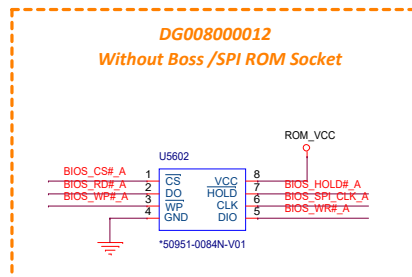 DG008000012
Without Boss /SPI ROM Socket
ROM_VCC
U5602
BIOS_CS#_A 1 CS VCC 8
BIOS_RD#_A 2 DO HOLD 7 BIOS_HOLD#_A
BIOS_WP#_A 3 WP CLK 6 BIOS_SPI_CLK_A
4 GND DIO 5 BIOS_WR#_A
*50951-0084N-V01